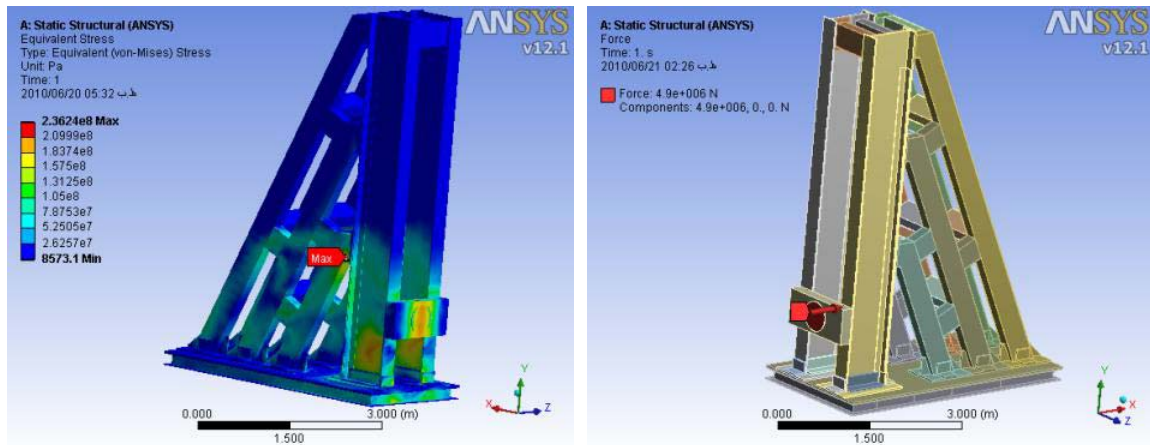 A: Static Structural (ANSYS)
Equivalent Stress
Type: Equivalent (von-Mises) Stress
Unit: Pa
Time: 1
2010/06/20 05:32 ب.ظ
2.3624e8 Max
2.0999e8
1.8374e8
1.575e8
1.3125e8
1.05e8
7.8753e7
5.2505e7
2.6257e7
8573.1 Min
Max
ANSYS
v12.1
Y
X
Z
0.000
3.000 (m)
1.500
A: Static Structural (ANSYS)
Force
Time: 1. s
2010/06/21 02:26 ب.ظ
Force: 4.9e+006 N
Components: 4.9e+006, 0., 0. N
ANSYS
v12.1
Y
X
Z
0.000
3.000 (m)
1.500